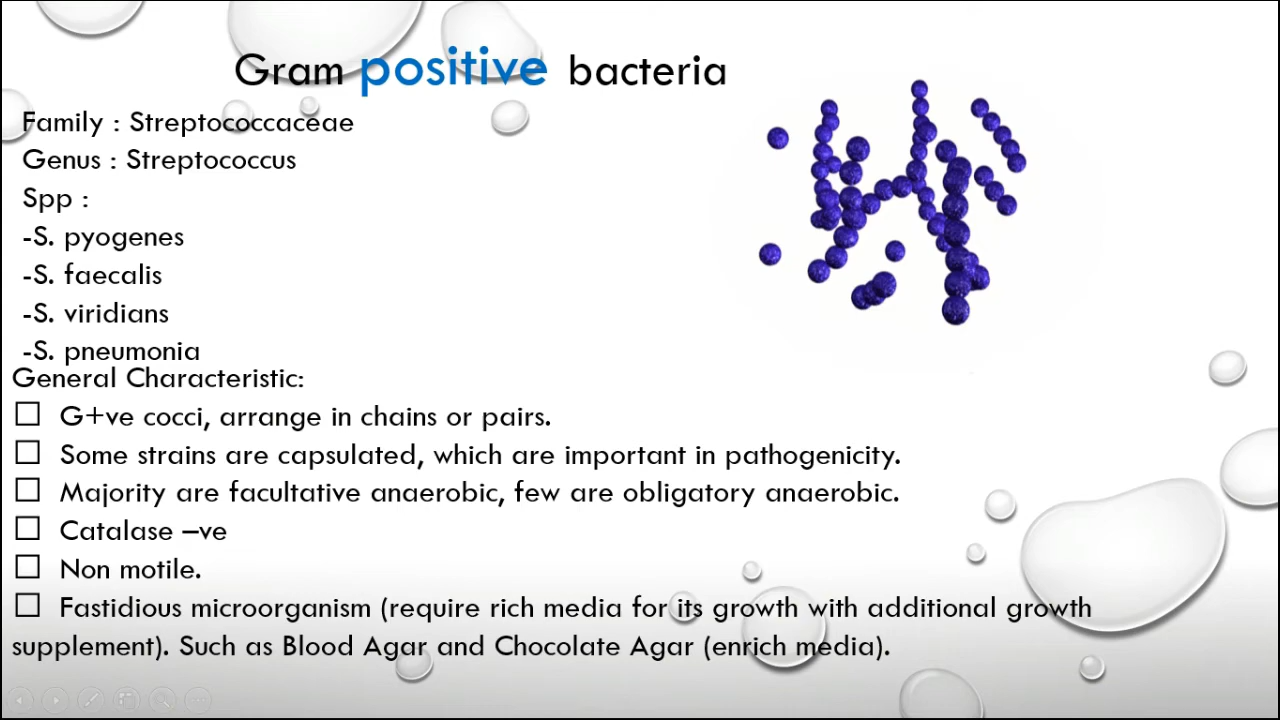 Gram positive bacteria
Family : Streptococcaceae
Genus : Streptococcus
Spp :
-S. pyogenes
-S. faecalis
-S. viridians
-S. pneumonia
General Characteristic:
☐ G+ve cocci, arrange in chains or pairs.
☐ Some strains are capsulated, which are important in pathogenicity.
☐ Majority are facultative anaerobic, few are obligatory anaerobic.
☐ Catalase –ve
☐ Non motile.
☐ Fastidious microorganism (require rich media for its growth with additional growth
supplement). Such as Blood Agar and Chocolate Agar (enrich media).